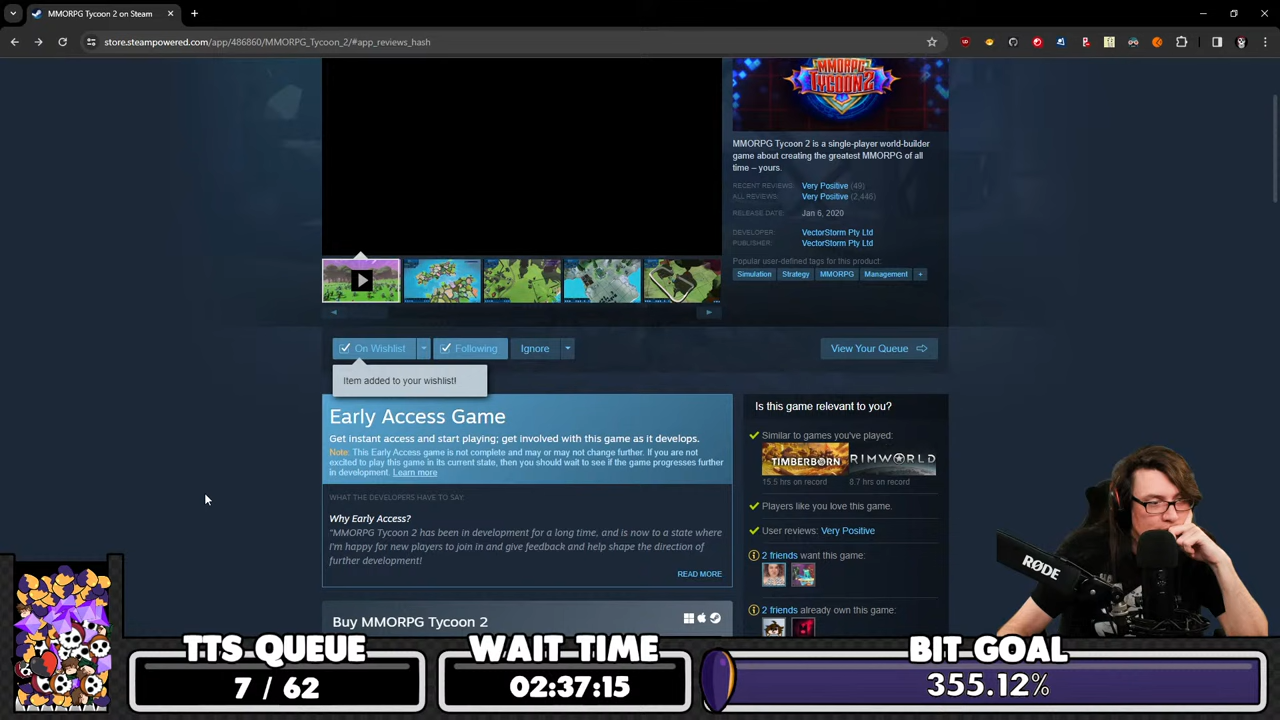 MMORPG Tycoon 2 on Steam
store.steampowered.com/app/486860/MMORPG_Tycoon_2/#app_reviews_hash
MMORPG
TYCOON 2
MMORPG Tycoon 2 is a single-player world-builder
game about creating the greatest MMORPG of all
time – yours.
RECENT REVIEWS: Very Positive (49)
ALL REVIEWS: Very Positive (2,446)
RELEASE DATE: Jan 6, 2020
DEVELOPER: VectorStorm Pty Ltd
PUBLISHER: VectorStorm Pty Ltd
Popular user-defined tags for this product:
Simulation Strategy MMORPG Management +
On Wishlist Following Ignore View Your Queue
Item added to your wishlist!
Early Access Game
Get instant access and start playing; get involved with this game as it develops.
Note: This Early Access game is not complete and may or may not change further. If you are not
excited to play this game in its current state, then you should wait to see if the game progresses further
in development. Learn more
WHAT THE DEVELOPERS HAVE TO SAY:
Why Early Access?
"MMORPG Tycoon 2 has been in development for a long time, and is now to a state where
I'm happy for new players to join in and give feedback and help shape the direction of
further development!
READ MORE
Buy MMORPG Tycoon 2
Is this game relevant to you?
Similar to games you've played:
TIMBERBORN RIMWORLD
15.5 hrs on record 8.7 hrs on record
Players like you love this game.
User reviews: Very Positive
2 friends want this game:
2 friends already own this game:
RØDE
TTS QUEUE
7 / 62
WAIT TIME
02:37:15
BIT GOAL
355.12%